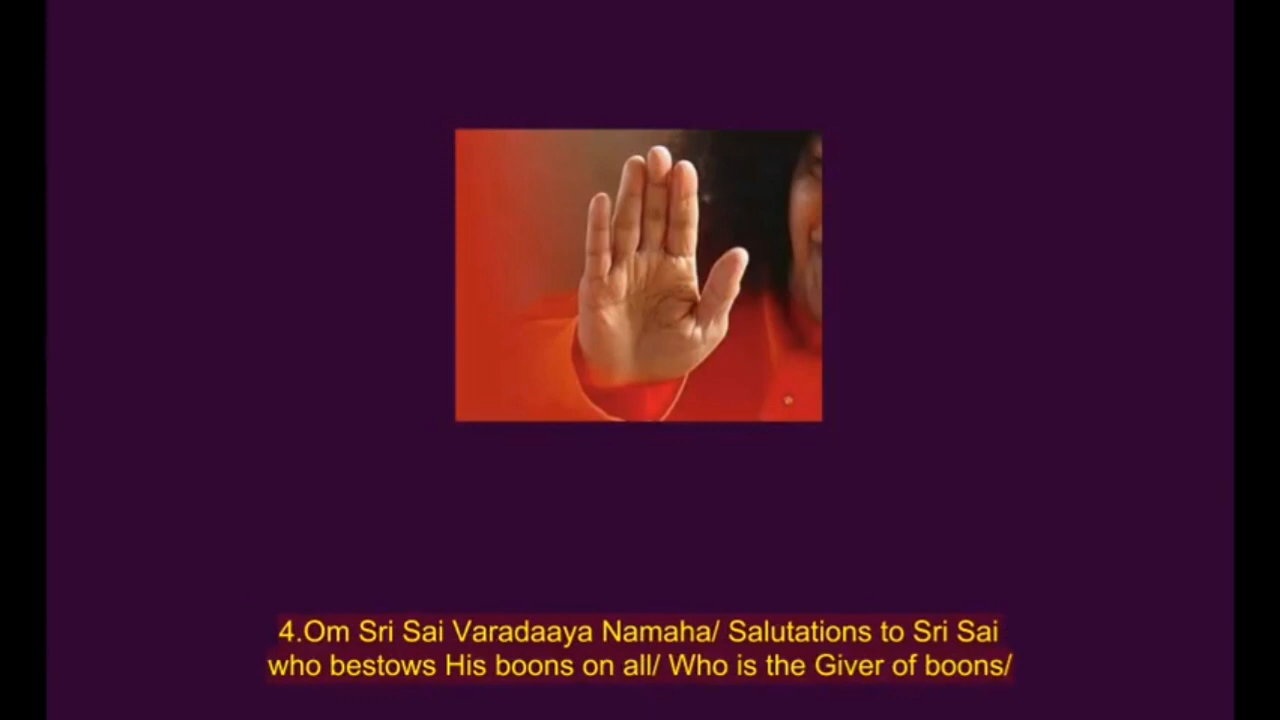 4.Om Sri Sai Varadaaya Namaha/ Salutations to Sri Sai
who bestows His boons on all/ Who is the Giver of boons/